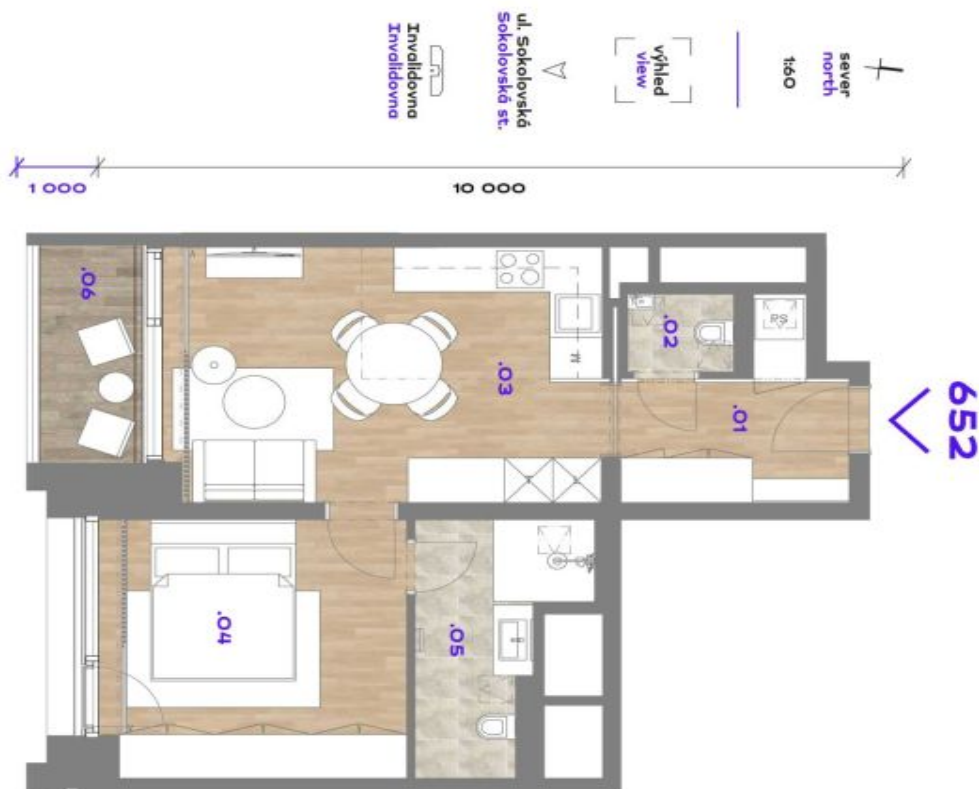 sever
north
1:60
výhled
view
ul. Sokolovská
Sokolovská st.
Invalidovna
Invalidovna
1 000
10 000
652
.01
.02
.03
.04
.05
.06